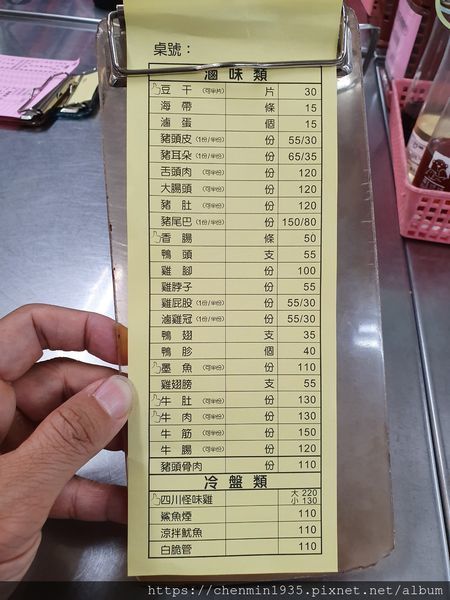 桌號：
滷味類
豆干(可半片) 片 30
海帶 條 15
滷蛋 個 15
豬頭皮(1份/半份) 份 55/30
豬耳朵(1份/半份) 份 65/35
舌頭肉(可半份) 份 120
大腸頭(可半份) 份 120
豬肚(可半份) 份 120
豬尾巴(1份/半份) 份 150/80
香腸(可半份) 條 50
鴨頭 支 55
雞腳 份 100
雞脖子 份 55
雞屁股(1份/半份) 份 55/30
滷雞冠(1份/半份) 份 55/30
鴨翅 支 35
鴨胗 個 40
墨魚(可半份) 份 110
雞翅膀 支 55
牛肚(可半份) 份 130
牛肉(可半份) 份 130
牛筋(可半份) 份 150
牛腸(可半份) 份 120
豬頭骨肉 份 110
冷盤類
四川怪味雞 大 220
小 130
鯊魚煙 110
涼拌魷魚 110
白脆管 110
https://chenmin1935.pixnet.net/album